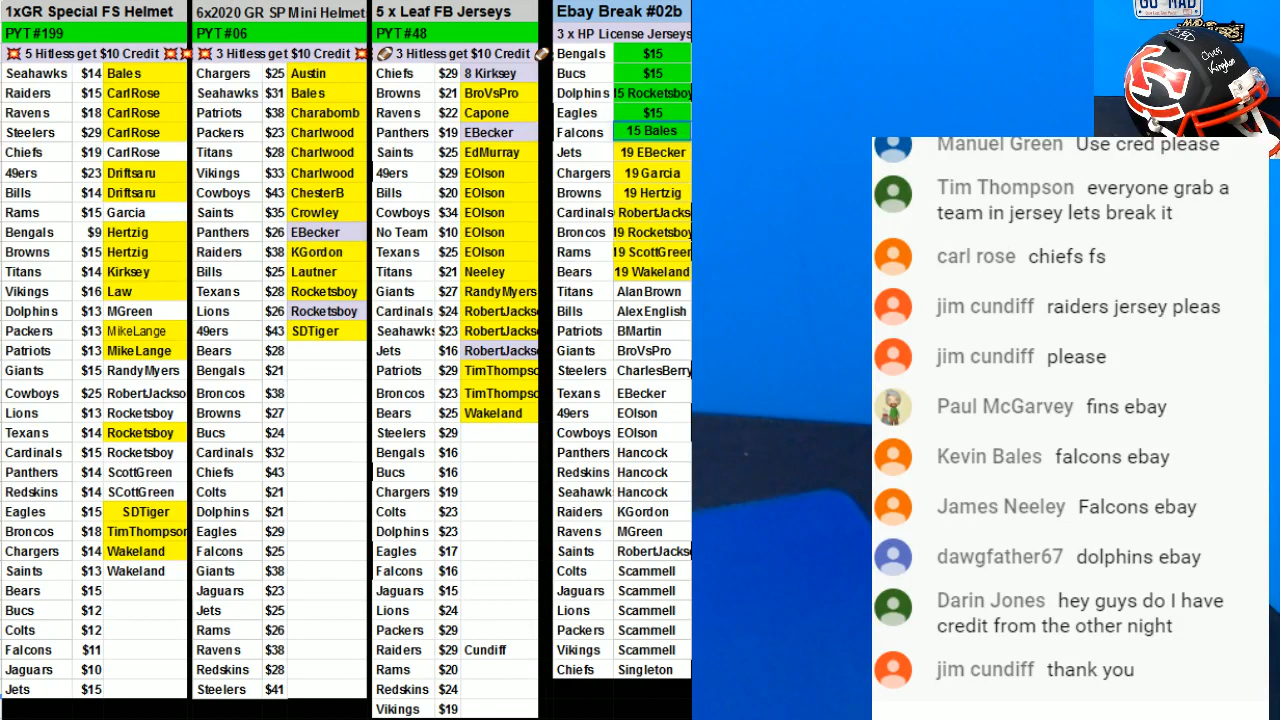 1xGR Special FS Helmet
PYT #199
5 Hitless get $10 Credit
Seahawks $14 Bales
Raiders $15 CarlRose
Ravens $18 CarlRose
Steelers $29 CarlRose
Chiefs $19 CarlRose
49ers $23 Driftsaru
Bills $14 Driftsaru
Rams $15 Garcia
Bengals $9 Hertzig
Browns $15 Hertzig
Titans $14 Kirksey
Vikings $16 Law
Dolphins $13 MGreen
Packers $13 MikeLange
Patriots $13 MikeLange
Giants $15 RandyMyers
Cowboys $25 RobertJackso
Lions $13 Rocketsboy
Texans $14 Rocketsboy
Cardinals $15 Rocketsboy
Panthers $14 ScottGreen
Redskins $14 SCottGreen
Eagles $15 SDTiger
Broncos $18 TimThompson
Chargers $14 Wakeland
Saints $13 Wakeland
Bears $15
Bucs $12
Colts $12
Falcons $11
Jaguars $10
Jets $15
6x2020 GR SP Mini Helmets
PYT #06
3 Hitless get $10 Credit
Chargers $25 Austin
Seahawks $31 Bales
Patriots $38 Charabomb
Packers $23 Charlwood
Titans $28 Charlwood
Vikings $33 Charlwood
Cowboys $43 ChesterB
Saints $35 Crowley
Panthers $26 EBecker
Raiders $38 KGordon
Bills $25 Lautner
Texans $28 Rocketsboy
Lions $26 Rocketsboy
49ers $43 SDTiger
Bears $28
Bengals $21
Broncos $38
Browns $27
Bucs $24
Cardinals $32
Chiefs $43
Colts $21
Dolphins $21
Eagles $29
Falcons $25
Giants $38
Jaguars $23
Jets $25
Rams $26
Ravens $38
Redskins $28
Steelers $41
5 x Leaf FB Jerseys
PYT #48
3 Hitless get $10 Credit
Chiefs $29 8 Kirksey
Browns $21 BroVsPro
Ravens $22 Capone
Panthers $19 EBecker
Saints $25 EdMurray
49ers $29 EOlson
Bills $20 EOlson
Cowboys $34 EOlson
No Team $10 EOlson
Texans $25 EOlson
Titans $21 Neeley
Giants $27 RandyMyers
Cardinals $24 RobertJacks
Seahawks $23 RobertJacks
Jets $16 RobertJacks
Patriots $29 TimThomps
Broncos $23 TimThomps
Bears $25 Wakeland
Steelers $29
Bengals $16
Bucs $16
Chargers $19
Colts $23
Dolphins $23
Eagles $17
Falcons $16
Jaguars $15
Lions $24
Packers $29
Raiders $29 Cundiff
Rams $20
Redskins $24
Vikings $19
Ebay Break #02b
3 x HP License Jerseys
Bengals $15
Bucs $15
Dolphins 15 Rocketsboy
Eagles $15
Falcons 15 Bales
Jets 19 EBecker
Chargers 19 Garcia
Browns 19 Hertzig
Cardinals RobertJacks
Broncos 19 Rocketsboy
Rams 19 ScottGreen
Bears 19 Wakeland
Titans AlanBrown
Bills AlexEnglish
Patriots BMartin
Giants BroVsPro
Steelers CharlesBerry
Texans EBecker
49ers EOlson
Cowboys EOlson
Panthers Hancock
Redskins Hancock
Seahawk Hancock
Raiders KGordon
Ravens MGreen
Saints RobertJacks
Colts Scammell
Jaguars Scammell
Lions Scammell
Packers Scammell
Vikings Scammell
Chiefs Singleton
GO MAD
Manuel Green Use cred please
Tim Thompson everyone grab a
team in jersey lets break it
carl rose chiefs fs
jim cundiff raiders jersey pleas
jim cundiff please
Paul McGarvey fins ebay
Kevin Bales falcons ebay
James Neeley Falcons ebay
dawgfather67 dolphins ebay
Darin Jones hey guys do I have
credit from the other night
jim cundiff thank you